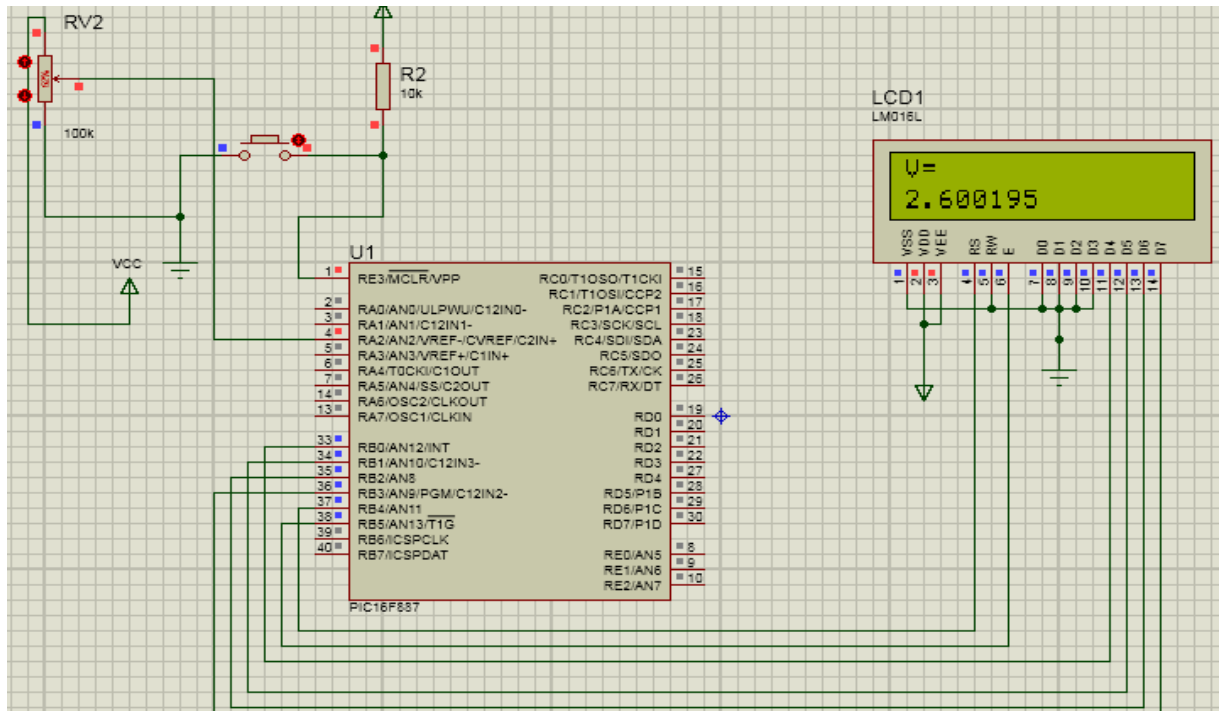 RV2
52%
100k
R2
10k
VCC
LCD1
LM016L
V=
2.600195
VSS
VDD
VEE
RS
RW
E
D0
D1
D2
D3
D4
D5
D6
D7
1
2
3
4
5
6
7
8
9
10
11
12
13
14
U1
1 RE3/MCLR/VPP
2 RA0/AN0/ULPWU/C12IN0-
3 RA1/AN1/C12IN1-
4 RA2/AN2/VREF-/CVREF/C2IN+
5 RA3/AN3/VREF+/C1IN+
6 RA4/T0CKI/C1OUT
7 RA5/AN4/SS/C2OUT
14 RA6/OSC2/CLKOUT
13 RA7/OSC1/CLKIN
33 RB0/AN12/INT
34 RB1/AN10/C12IN3-
35 RB2/AN8
36 RB3/AN9/PGM/C12IN2-
37 RB4/AN11
38 RB5/AN13/T1G
39 RB6/ICSPCLK
40 RB7/ICSPDAT
RC0/T1OSO/T1CKI 15
RC1/T1OSI/CCP2 16
RC2/P1A/CCP1 17
RC3/SCK/SCL 18
RC4/SDI/SDA 23
RC5/SDO 24
RC6/TX/CK 25
RC7/RX/DT 26
RD0 19
RD1 20
RD2 21
RD3 22
RD4 27
RD5/P1B 28
RD6/P1C 29
RD7/P1D 30
RE0/AN5 8
RE1/AN6 9
RE2/AN7 10
PIC16F887